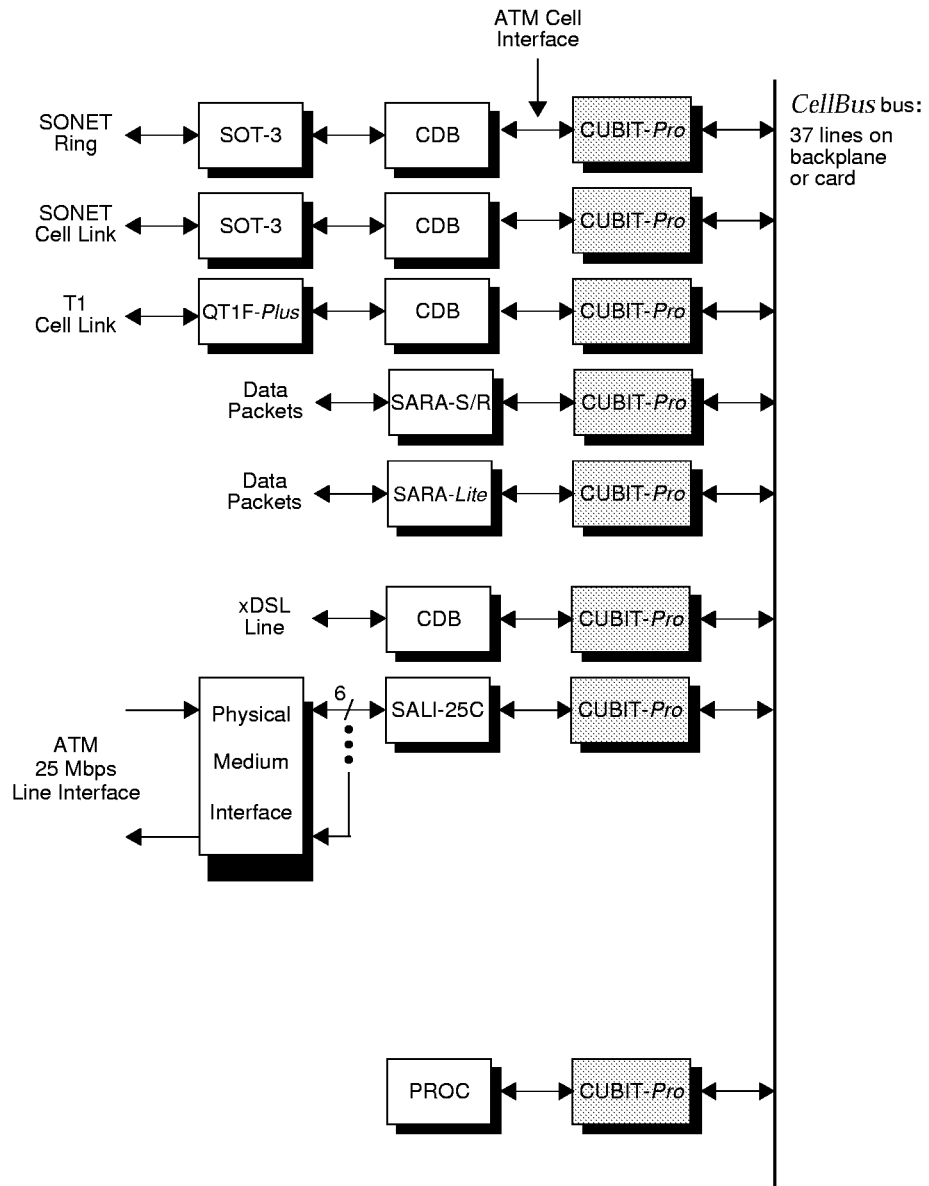 ATM Cell
Interface
CellBus bus:
37 lines on
backplane
or card
SONET
Ring
SOT-3
CDB
CUBIT-Pro
SONET
Cell Link
SOT-3
CDB
CUBIT-Pro
T1
Cell Link
QT1F-Plus
CDB
CUBIT-Pro
Data
Packets
SARA-S/R
CUBIT-Pro
Data
Packets
SARA-Lite
CUBIT-Pro
xDSL
Line
CDB
CUBIT-Pro
ATM
25 Mbps
Line Interface
Physical
Medium
Interface
6
SALI-25C
CUBIT-Pro
PROC
CUBIT-Pro